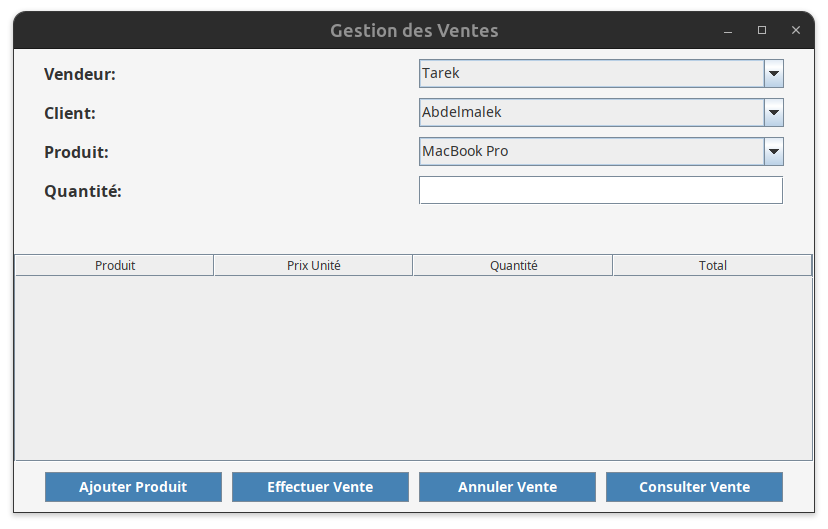 Gestion des Ventes
Vendeur: Tarek
Client: Abdelmalek
Produit: MacBook Pro
Quantité:
Produit Prix Unité Quantité Total
Ajouter Produit Effectuer Vente Annuler Vente Consulter Vente